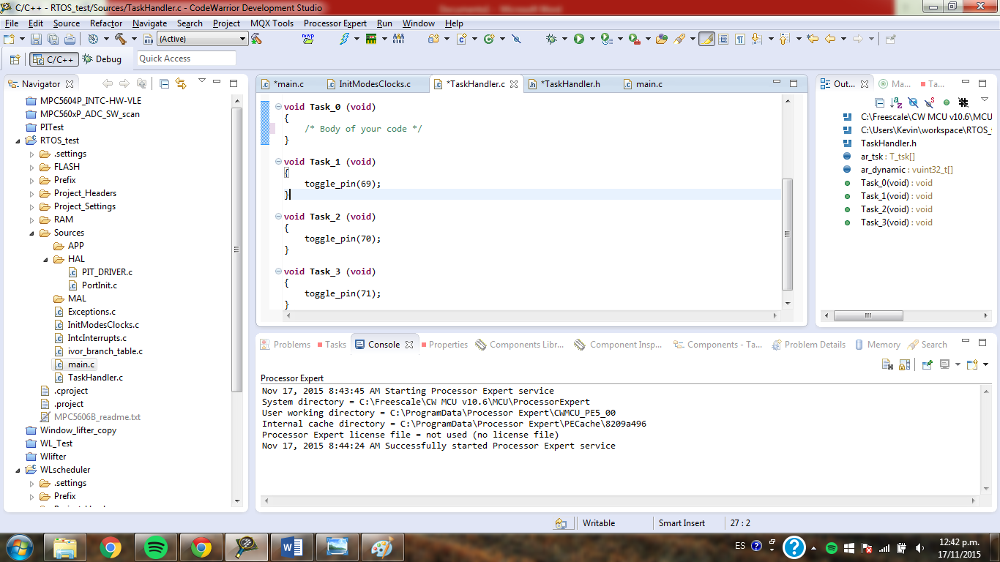 C/C++ - RTOS_test/Sources/TaskHandler.c - CodeWarrior Development Studio
File Edit Source Refactor Navigate Search Project MQX Tools Processor Expert Run Window Help
(Active)
C/C++ Debug Quick Access
Navigator
MPC5604P_INTC-HW-VLE
MPC560xP_ADC_SW_scan
PITest
RTOS_test
.settings
FLASH
Prefix
Project_Headers
Project_Settings
RAM
Sources
APP
HAL
PIT_DRIVER.c
PortInit.c
MAL
Exceptions.c
InitModesClocks.c
IntcInterrupts.c
ivor_branch_table.c
main.c
TaskHandler.c
.cproject
.project
MPC5606B_readme.txt
Window_lifter_copy
WL_Test
Wlifter
WLscheduler
.settings
Prefix
*main.c InitModesClocks.c *TaskHandler.c *TaskHandler.h main.c
void Task_0 (void)
{
/* Body of your code */
}
void Task_1 (void)
{
toggle_pin(69);
}
void Task_2 (void)
{
toggle_pin(70);
}
void Task_3 (void)
{
toggle_pin(71);
}
Out... Ma... Ta...
C:\Freescale\CW MCU v10.6\MCU
C:\Users\Kevin\workspace\RTOS_
TaskHandler.h
ar_tsk : T_tsk[]
ar_dynamic : vuint32_t[]
Task_0(void) : void
Task_1(void) : void
Task_2(void) : void
Task_3(void) : void
Problems Tasks Console Properties Components Libr... Component Insp... Components - Ta... Problem Details Memory Search
Processor Expert
Nov 17, 2015 8:43:45 AM Starting Processor Expert service
System directory = C:\Freescale\CW MCU v10.6\MCU\ProcessorExpert
User working directory = C:\ProgramData\Processor Expert\CWMCU_PE5_00
Internal cache directory = C:\ProgramData\Processor Expert\PECache\8209a496
Processor Expert license file = not used (no license file)
Nov 17, 2015 8:44:24 AM Successfully started Processor Expert service
Writable Smart Insert 27 : 2
ES
12:42 p.m.
17/11/2015